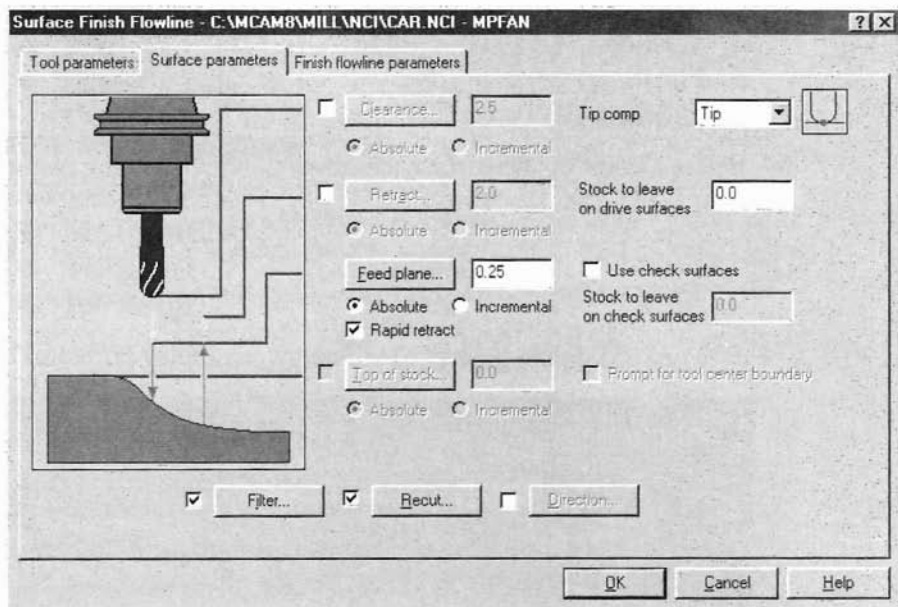 Surface Finish Flowline - C:\MCAM8\MILL\NCI\CAR.NCI - MPFAN
Tool parameters Surface parameters Finish flowline parameters
Clearance... 2.5 Tip comp Tip
Absolute Incremental
Retract... 2.0 Stock to leave on drive surfaces 0.0
Absolute Incremental
Feed plane... 0.25 Use check surfaces
Absolute Incremental Stock to leave on check surfaces 0.0
Rapid retract
Top of stock... 0.0 Prompt for tool center boundary
Absolute Incremental
Filter... Recut... Direction...
OK Cancel Help